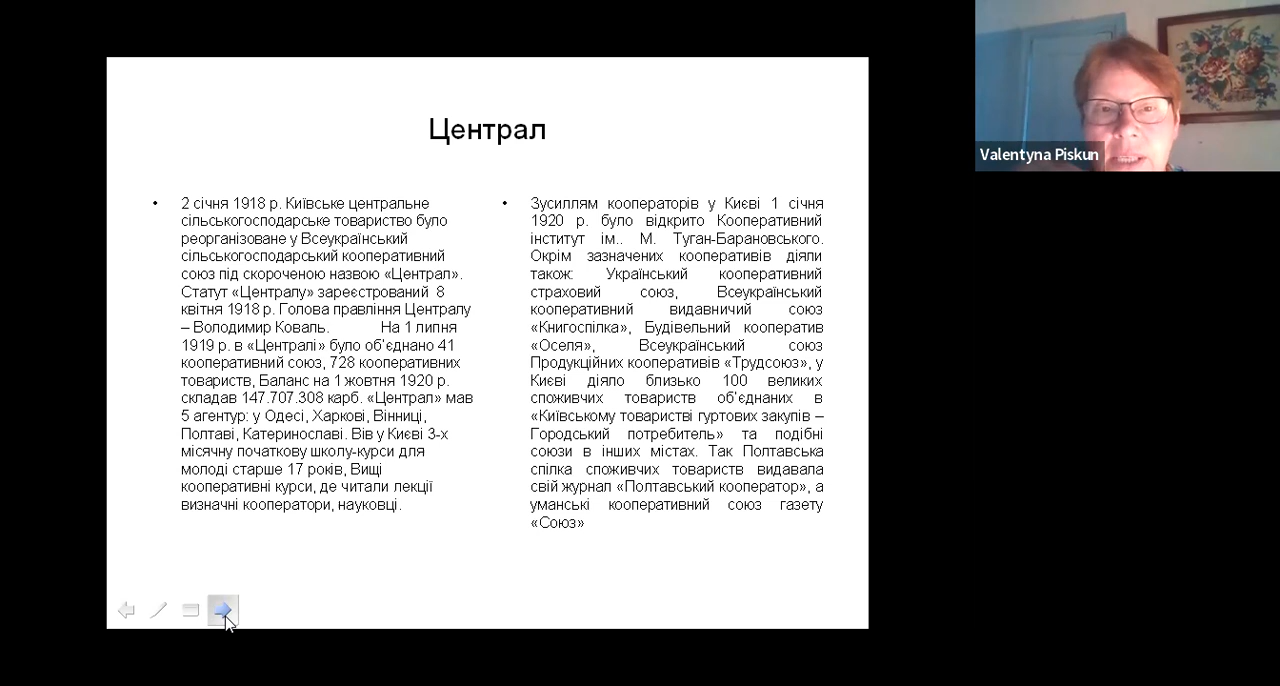 Централ
• 2 січня 1918 р. Київське центральне
сільськогосподарське товариство було
реорганізоване у Всеукраїнський
сільськогосподарський кооперативний
союз під скороченою назвою «Централ».
Статут «Централу» зареєстрований 8
квітня 1918 р. Голова правління Централу
– Володимир Коваль. На 1 липня
1919 р. в «Централі» було об'єднано 41
кооперативний союз, 728 кооперативних
товариств, Баланс на 1 жовтня 1920 р.
складав 147.707.308 карб. «Централ» мав
5 агентур: у Одесі, Харкові, Вінниці,
Полтаві, Катеринославі. Вів у Києві 3-х
місячну початкову школу-курси для
молоді старше 17 років, Вищі
кооперативні курси, де читали лекції
визначні кооператори, науковці.
• Зусиллям кооператорів у Києві 1 січня
1920 р. було відкрито Кооперативний
інститут ім.. М. Туган-Барановського.
Окрім зазначених кооперативів діяли
також: Український кооперативний
страховий союз, Всеукраїнський
кооперативний видавничий союз
«Книгоспілка», Будівельний кооператив
«Оселя», Всеукраїнський союз
Продукційних кооперативів «Трудсоюз», у
Києві діяло близько 100 великих
споживчих товариств об'єднаних в
«Київському товаристві гуртових закупів –
Городський потребитель» та подібні
союзи в інших містах. Так Полтавська
спілка споживчих товариств видавала
свій журнал «Полтавський кооператор», а
уманські кооперативний союз газету
«Союз»
Valentyna Piskun